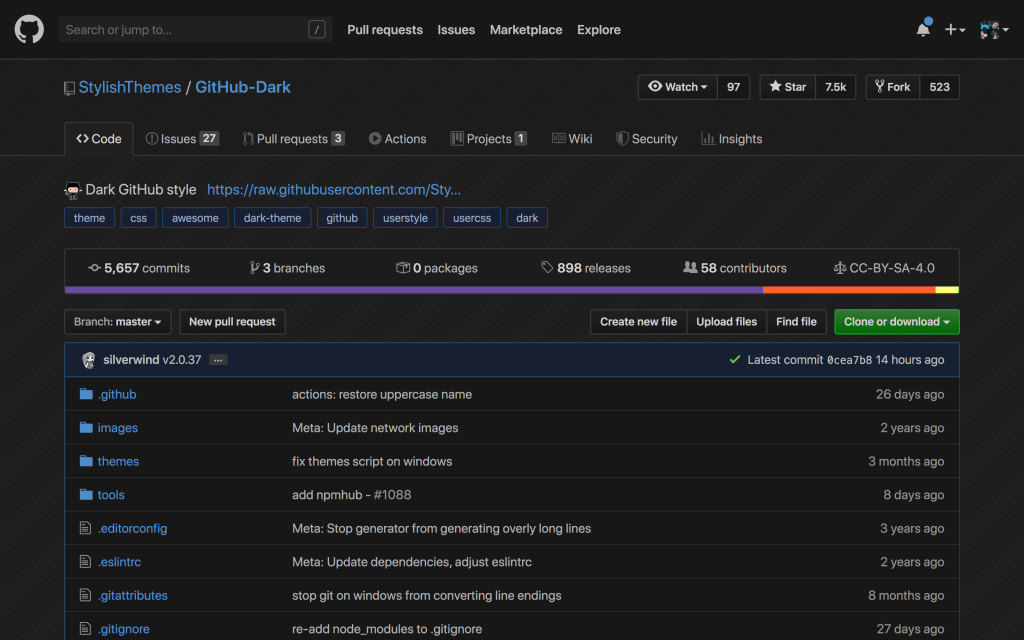 Search or jump to... / Pull requests Issues Marketplace Explore
StylishThemes / GitHub-Dark Watch 97 Star 7.5k Fork 523
<> Code Issues 27 Pull requests 3 Actions Projects 1 Wiki Security Insights
Dark GitHub style https://raw.githubusercontent.com/Sty...
theme css awesome dark-theme github userstyle usercss dark
5,657 commits 3 branches 0 packages 898 releases 58 contributors CC-BY-SA-4.0
Branch: master New pull request Create new file Upload files Find file Clone or download
silverwind v2.0.37 ... Latest commit 0cea7b8 14 hours ago
.github actions: restore uppercase name 26 days ago
images Meta: Update network images 2 years ago
themes fix themes script on windows 3 months ago
tools add npmhub - #1088 8 days ago
.editorconfig Meta: Stop generator from generating overly long lines 3 years ago
.eslintrc Meta: Update dependencies, adjust eslintrc 2 years ago
.gitattributes stop git on windows from converting line endings 8 months ago
.gitignore re-add node_modules to .gitignore 27 days ago